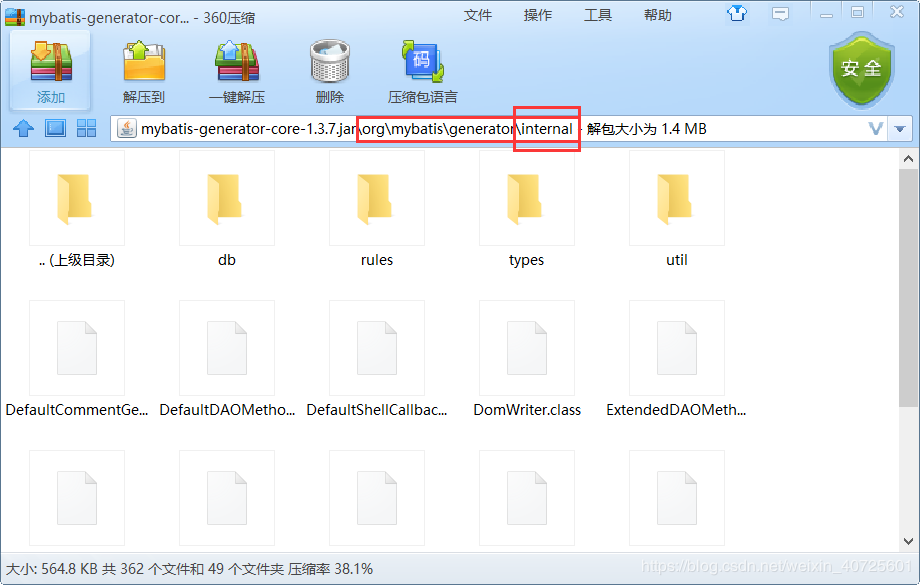 mybatis-generator-cor... - 360压缩
文件 操作 工具 帮助
添加 解压到 一键解压 删除 码 压缩包语言 安全
mybatis-generator-core-1.3.7.jar\org\mybatis\generator\internal - 解包大小为 1.4 MB
.. (上级目录) db rules types util
DefaultCommentGe... DefaultDAOMetho... DefaultShellCallbac... DomWriter.class ExtendedDAOMeth...
大小: 564.8 KB 共 362 个文件和 49 个文件夹 压缩率 38.1%
https://blog.csdn.net/weixin_40725601